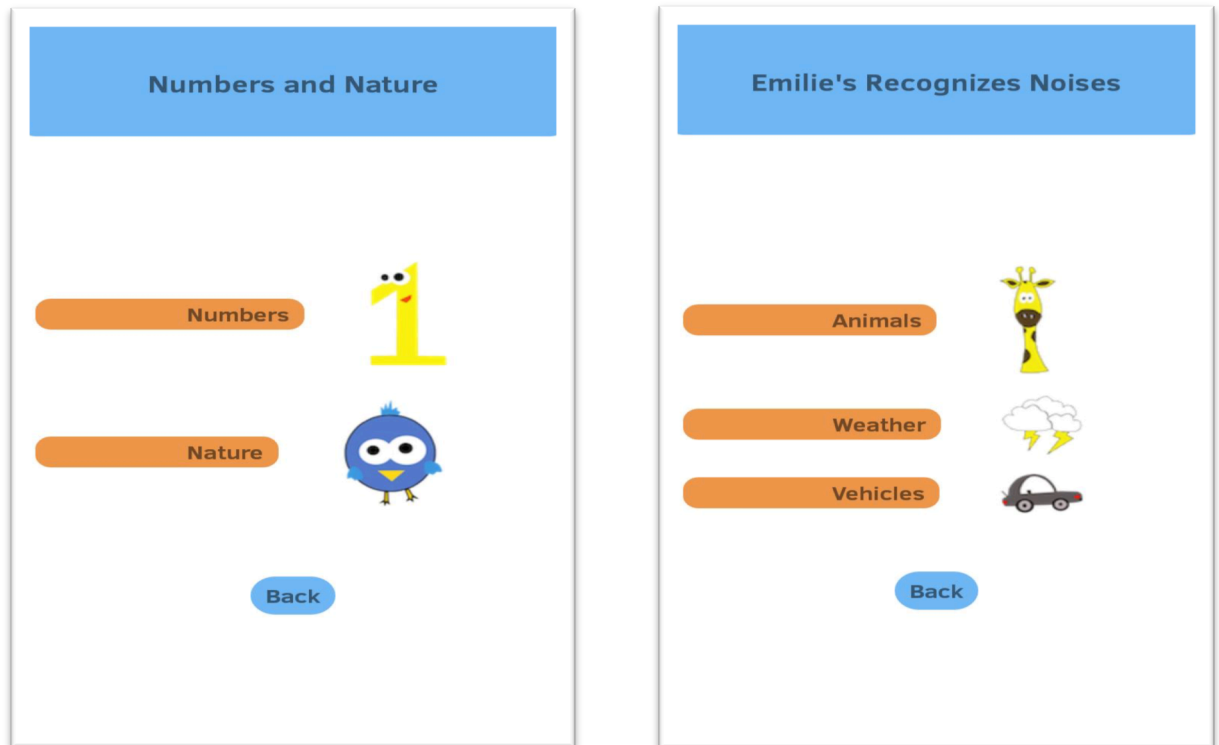 Numbers and Nature
Numbers
Nature
Back
Emilie's Recognizes Noises
Animals
Weather
Vehicles
Back